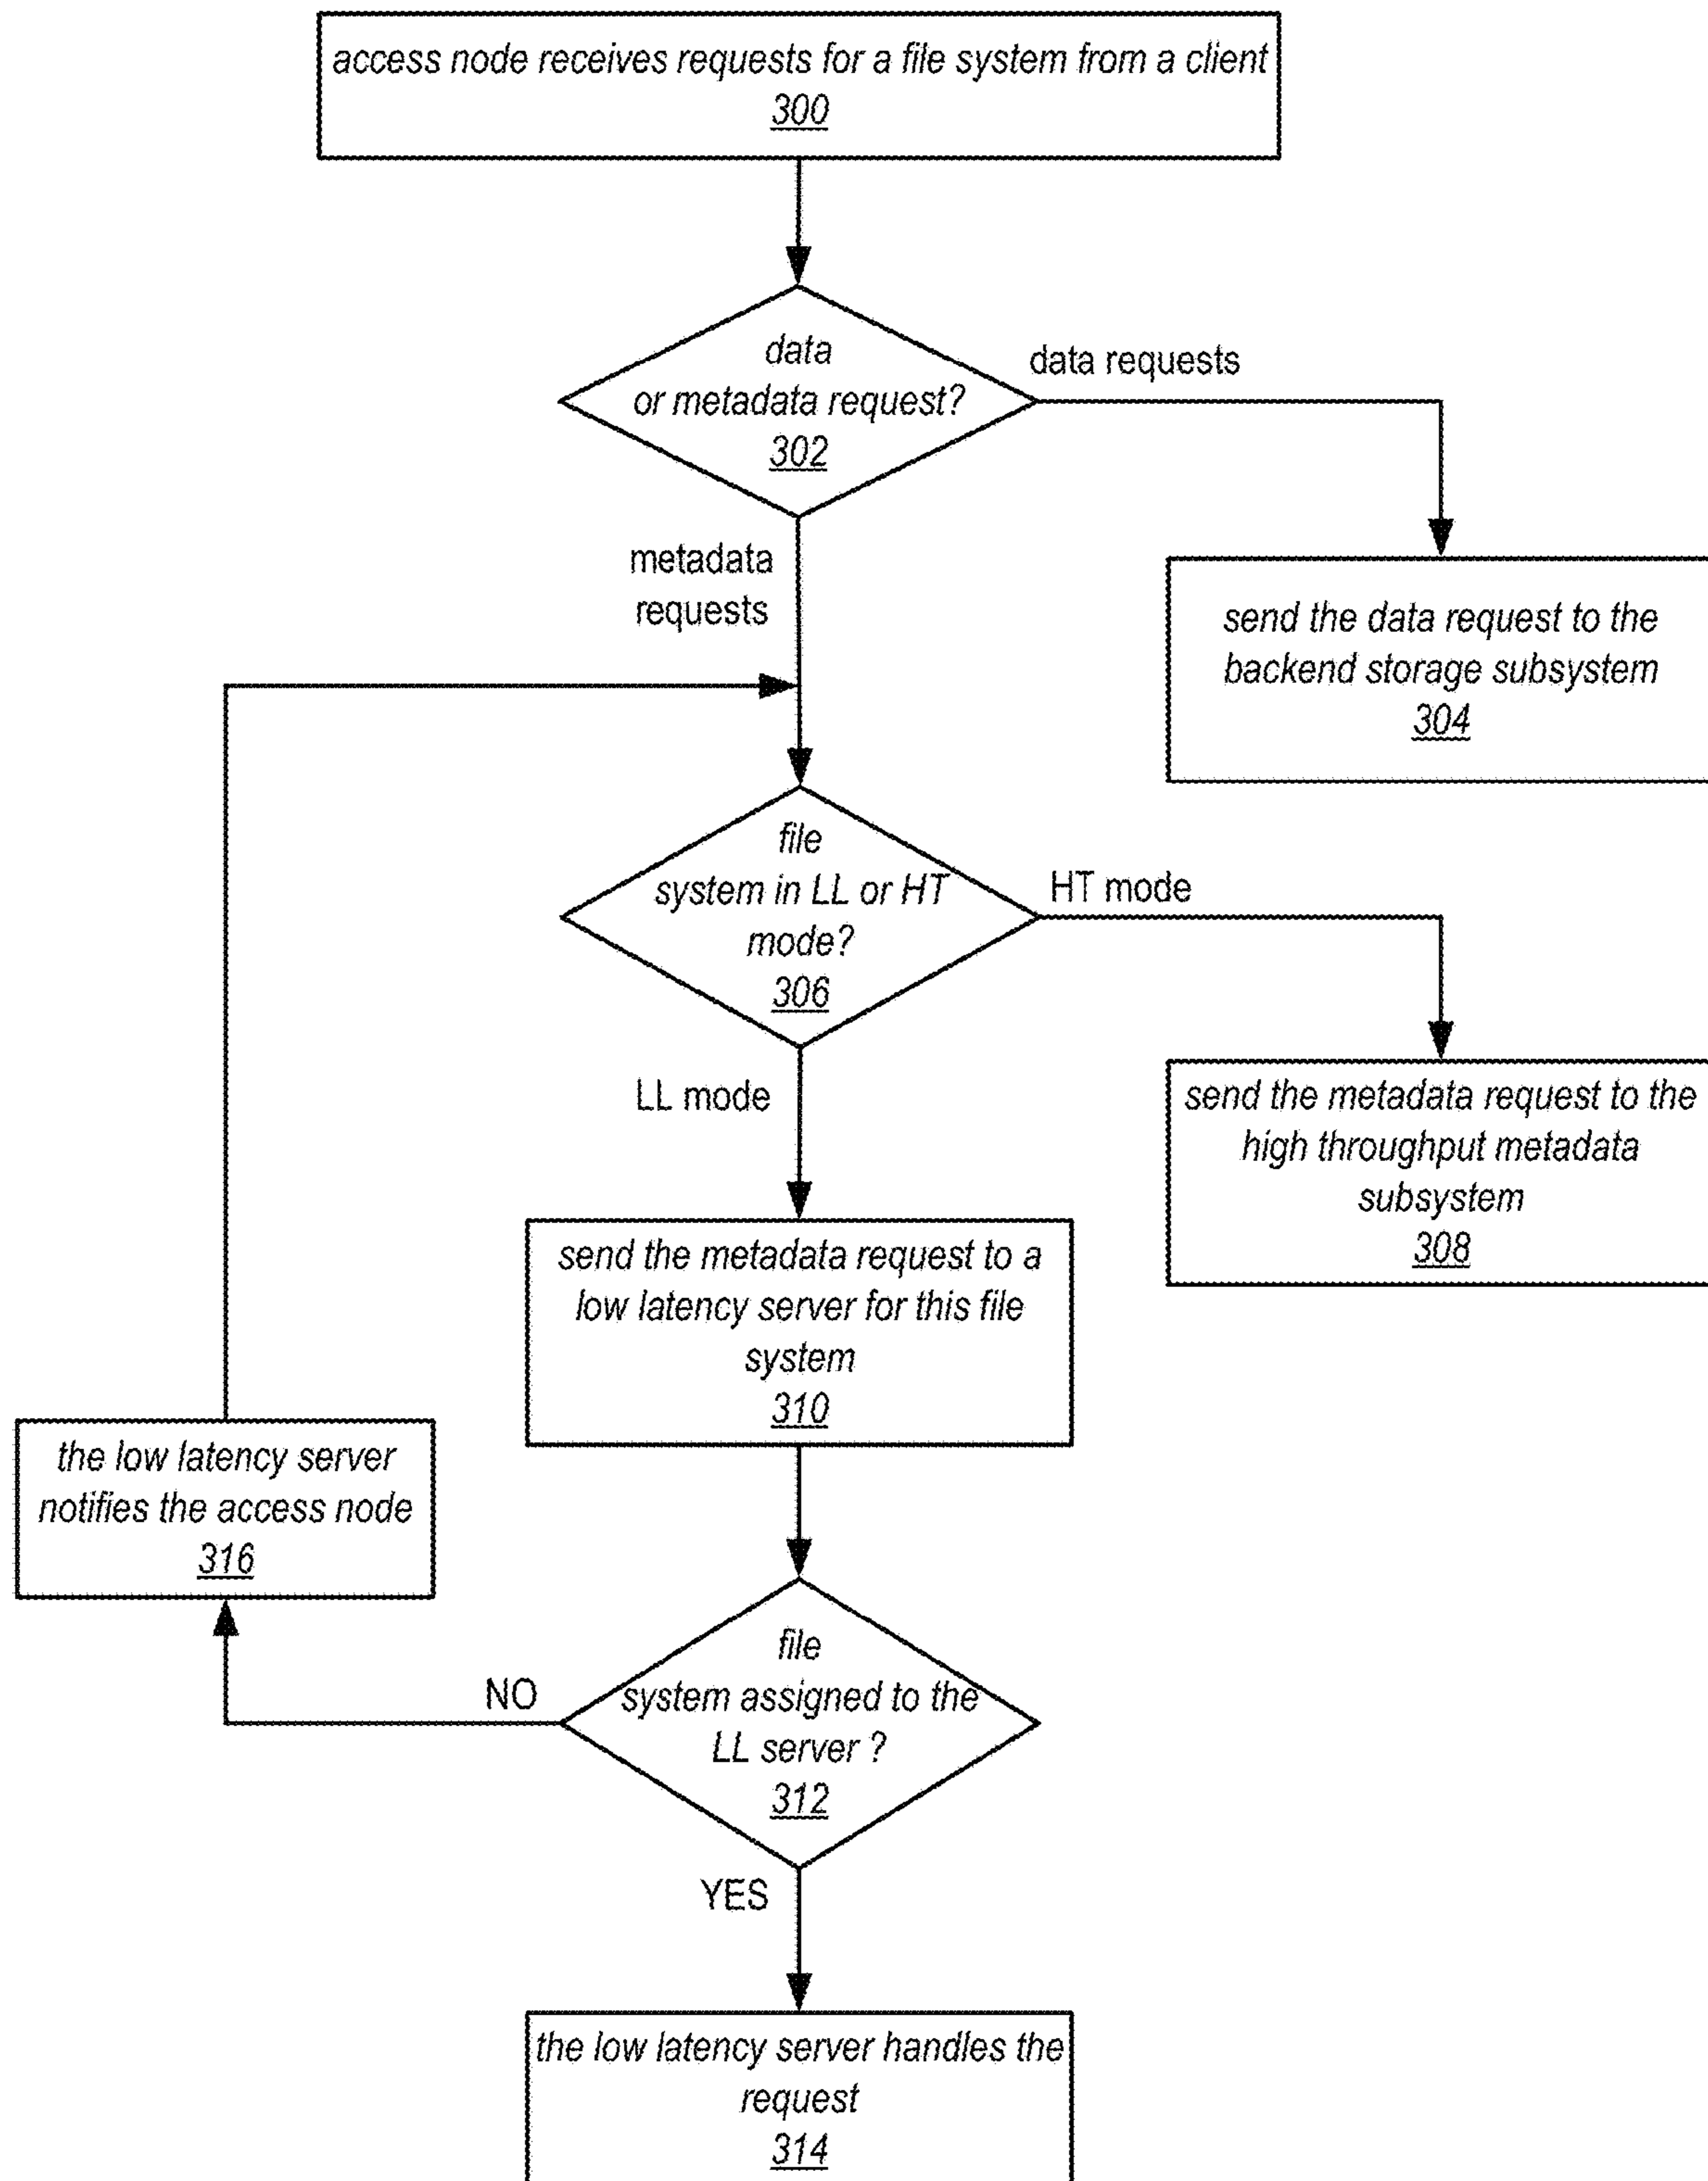 access node receives requests for a file system from a client
300
data
or metadata request?
302
data requests
metadata
requests
send the data request to the
backend storage subsystem
304
file
system in LL or HT
mode?
306
HT mode
LL mode
send the metadata request to the
high throughput metadata
subsystem
308
send the metadata request to a
low latency server for this file
system
310
the low latency server
notifies the access node
316
file
system assigned to the
LL server ?
312
NO
YES
the low latency server handles the
request
314